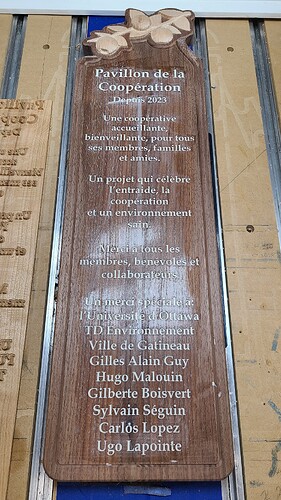 Pavillon de la
Coopération
Depuis 2023
Une coopérative
accueillante,
bienveillante, pour tous
ses membres, familles
et amies.
Un projet qui célèbre
l'entraide, la
coopération
et un environnement
sain.
Merci à tous les
membres, bénévoles et
collaborateurs
Un merci spéciale à:
l'Université d'Ottawa
TD Environnement
Ville de Gatineau
Gilles Alain Guy
Hugo Malouin
Gilberte Boisvert
Sylvain Séguin
Carlos Lopez
Ugo Lapointe